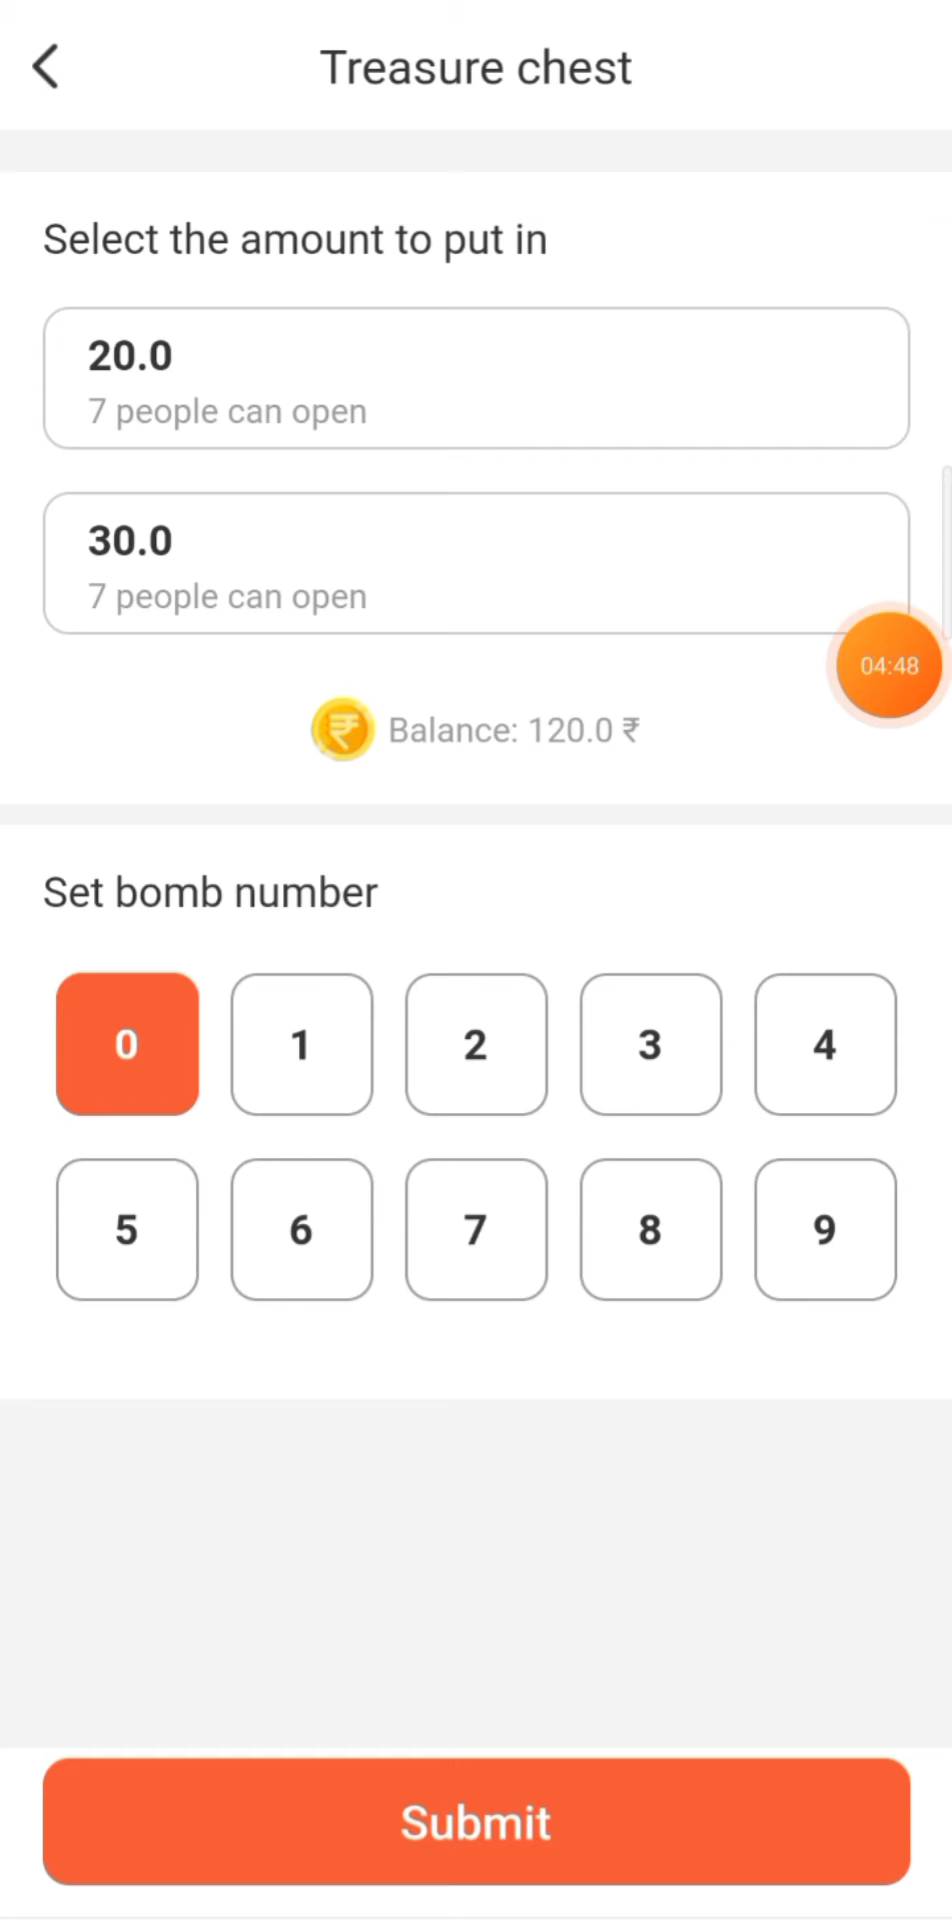 Treasure chest
Select the amount to put in
20.0
7 people can open
30.0
7 people can open
04:48
Balance: 120.0 ₹
Set bomb number
0 1 2 3 4
5 6 7 8 9
Submit